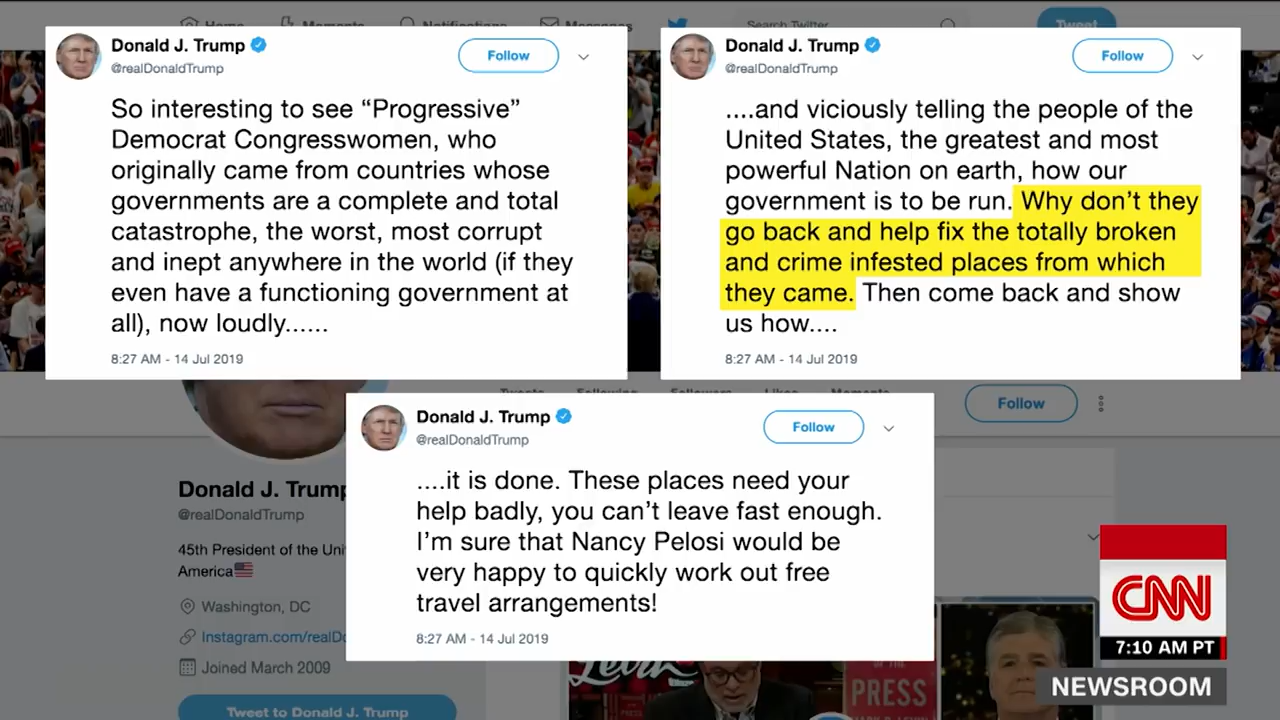 Home Moments Notifications Messages Search Twitter Tweet
Donald J. Trump
@realDonaldTrump
Follow
So interesting to see “Progressive”
Democrat Congresswomen, who
originally came from countries whose
governments are a complete and total
catastrophe, the worst, most corrupt
and inept anywhere in the world (if they
even have a functioning government at
all), now loudly......
8:27 AM - 14 Jul 2019
Donald J. Trump
@realDonaldTrump
Follow
....and viciously telling the people of the
United States, the greatest and most
powerful Nation on earth, how our
government is to be run. Why don’t they
go back and help fix the totally broken
and crime infested places from which
they came. Then come back and show
us how....
8:27 AM - 14 Jul 2019
Tweets Following Followers Likes Moments
Follow
Donald J. Trump
@realDonaldTrump
Follow
....it is done. These places need your
help badly, you can’t leave fast enough.
I’m sure that Nancy Pelosi would be
very happy to quickly work out free
travel arrangements!
8:27 AM - 14 Jul 2019
Donald J. Trump
@realDonaldTrump
45th President of the Uni
America
Washington, DC
Instagram.com/realDo
Joined March 2009
Tweet to Donald J. Trump
Levin
OF THE
PRESS
CNN
7:10 AM PT
NEWSROOM